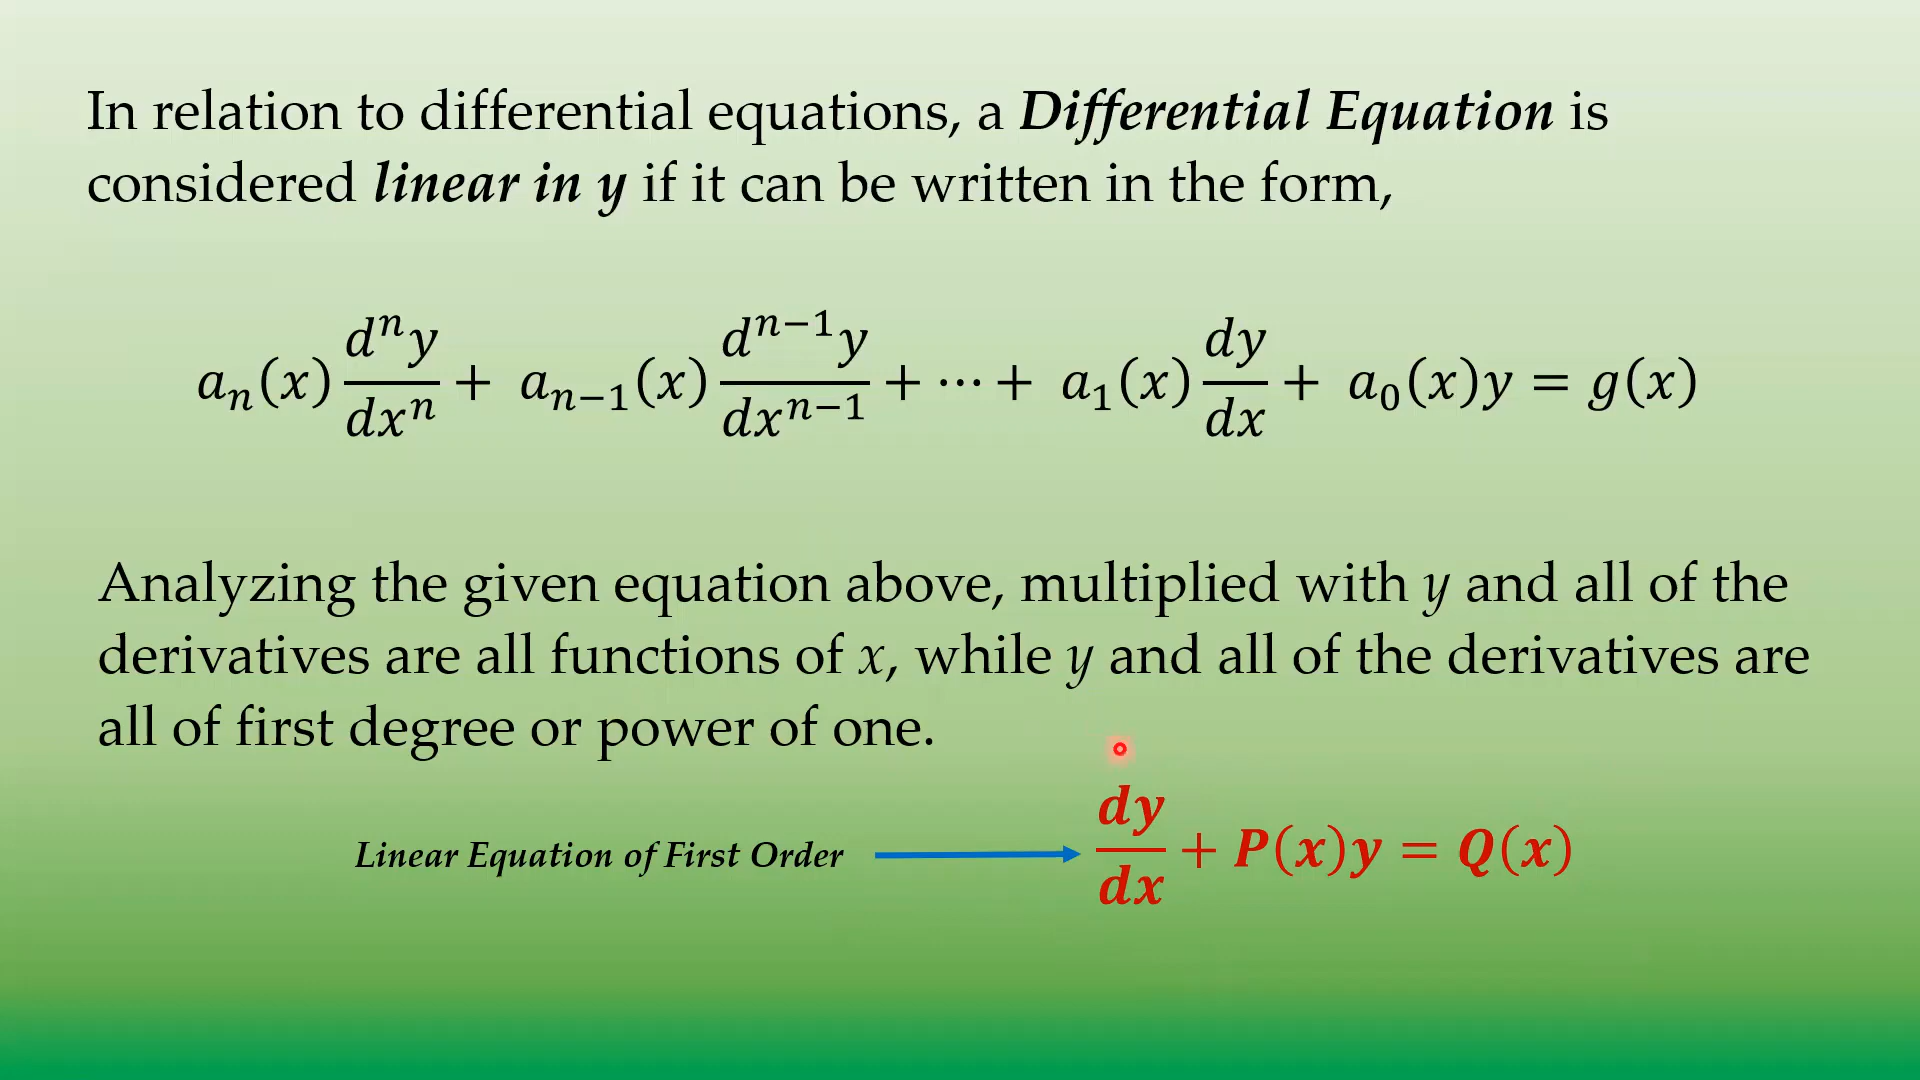 In relation to differential equations, a Differential Equation is
considered linear in y if it can be written in the form,
aₙ(x) dⁿy/dxⁿ + aₙ₋₁(x) dⁿ⁻¹y/dxⁿ⁻¹ + ⋯ + a₁(x) dy/dx + a₀(x)y = g(x)
Analyzing the given equation above, multiplied with y and all of the
derivatives are all functions of x, while y and all of the derivatives are
all of first degree or power of one.
Linear Equation of First Order dy/dx + P(x)y = Q(x)